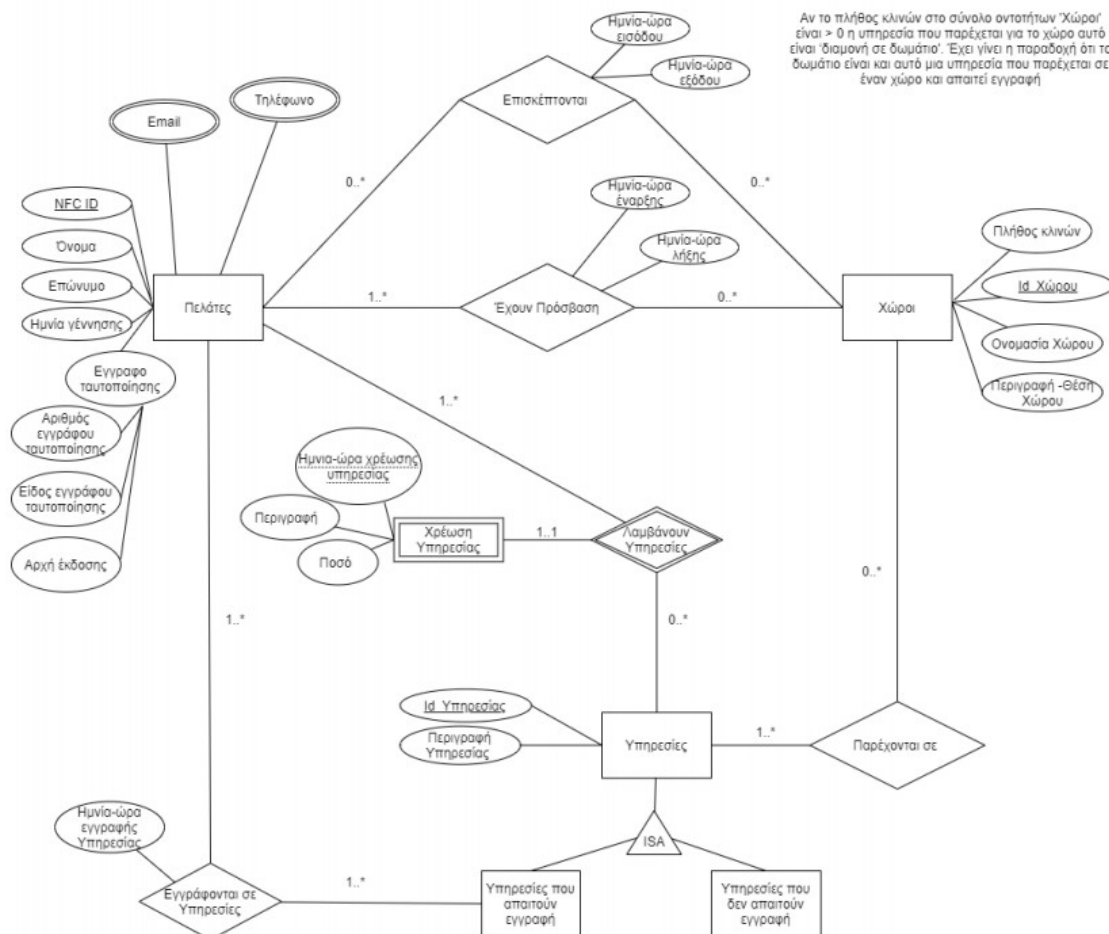 Ημνία-ώρα
εισόδου
Ημνία-ώρα
εξόδου
Επισκέπτονται
Αν το πλήθος κλινών στο σύνολο οντοτήτων 'Χώροι'
είναι > 0 η υπηρεσία που παρέχεται για το χώρο αυτό
είναι 'διαμονή σε δωμάτιο'. Έχει γίνει η παραδοχή ότι το
δωμάτιο είναι και αυτό μια υπηρεσία που παρέχεται σε
έναν χώρο και απαιτεί εγγραφή
Τηλέφωνο
Email
0..*
0..*
NFC ID
Όνομα
Επώνυμο
Ημνία γέννησης
Εγγραφο
ταυτοποίησης
Αριθμός
εγγράφου
ταυτοποίησης
Είδος εγγράφου
ταυτοποίησης
Αρχή έκδοσης
Πελάτες
Ημνία-ώρα
έναρξης
Ημνία-ώρα
λήξης
1..*
Έχουν Πρόσβαση
0..*
Χώροι
Πλήθος κλινών
Id_Χώρου
Ονομασία Χώρου
Περιγραφή -Θέση
Χώρου
1..*
Ημνια-ώρα χρέωσης
υπηρεσίας
Περιγραφή
Ποσό
Χρέωση
Υπηρεσίας
1..1
Λαμβάνουν
Υπηρεσίες
0..*
1..*
0..*
Id_Υπηρεσίας
Περιγραφή
Υπηρεσίας
Υπηρεσίες
1..*
Παρέχονται σε
ISA
Ημνία-ώρα
εγγραφής
Υπηρεσίας
Εγγράφονται σε
Υπηρεσίες
1..*
Υπηρεσίες που
απαιτούν
εγγραφή
Υπηρεσίες που
δεν απαιτούν
εγγραφή